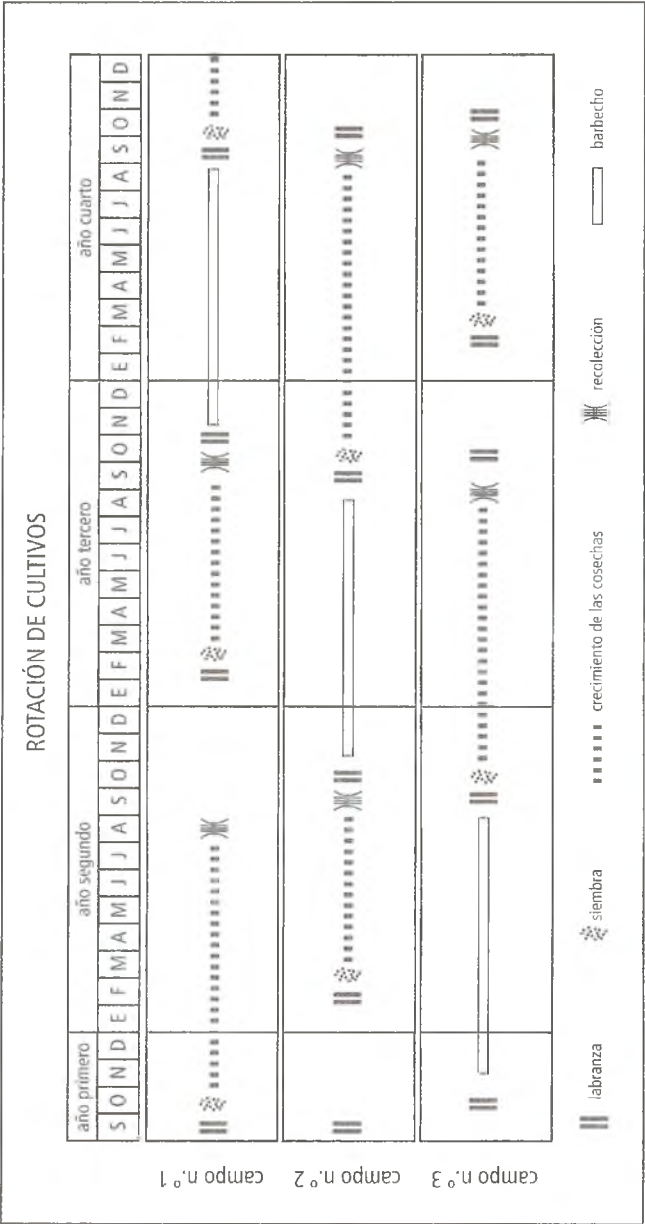 ROTACIÓN DE CULTIVOS
año primero año segundo año tercero año cuarto
S O N D E F M A M J J A S O N D E F M A M J J A S O N D E F M A M J J A S O N D
campo n.º 1
campo n.º 2
campo n.º 3
labranza siembra crecimiento de las cosechas recolección barbecho